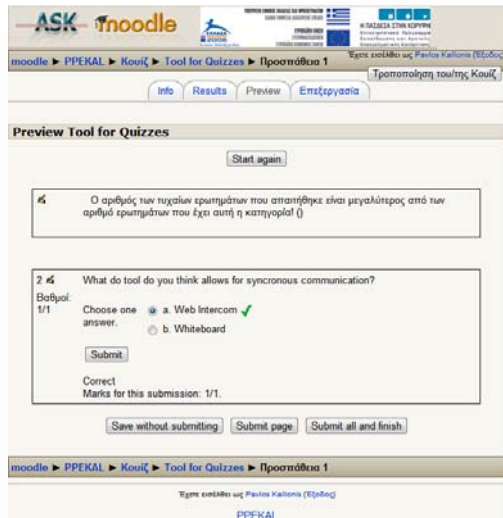 ASK moodle
Η ΠΑΙΔΕΙΑ ΣΤΗΝ ΚΟΡΥΦΗ
ΕΥΡΩΠΑΪΚΗ ΕΝΩΣΗ
Έχετε εισέλθει ως Pavlos Kallonis (Έξοδος)
moodle ► PPEKAL ► Κουίζ ► Tool for Quizzes ► Προσπάθεια 1
Τροποποίηση του/της Κουίζ
Info Results Preview Επεξεργασία
Preview Tool for Quizzes
Start again
Ο αριθμός των τυχαίων ερωτημάτων που απαιτήθηκε είναι μεγαλύτερος από τον
αριθμό ερωτημάτων που έχει αυτή η κατηγορία! ()
2 What do tool do you think allows for syncronous communication?
Βαθμοί:
1/1
Choose one answer.
a. Web Intercom
b. Whiteboard
Submit
Correct
Marks for this submission: 1/1.
Save without submitting Submit page Submit all and finish
moodle ► PPEKAL ► Κουίζ ► Tool for Quizzes ► Προσπάθεια 1
Έχετε εισέλθει ως Pavlos Kallonis (Έξοδος)
PPEKAL